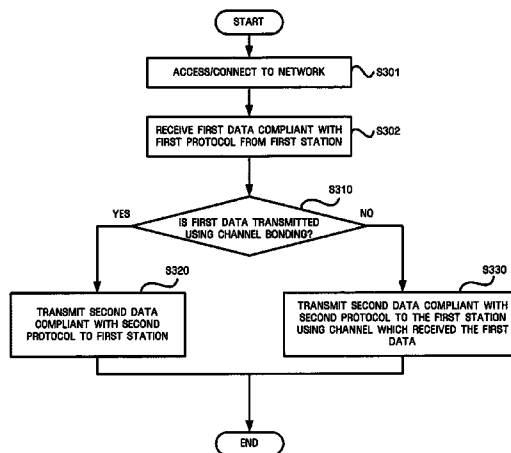 START
ACCESS/CONNECT TO NETWORK
S301
RECEIVE FIRST DATA COMPLIANT WITH
FIRST PROTOCOL FROM FIRST STATION
S302
S310
YES
IS FIRST DATA TRANSMITTED
USING CHANNEL BONDING?
NO
S320
TRANSMIT SECOND DATA
COMPLIANT WITH SECOND
PROTOCOL TO FIRST STATION
S330
TRANSMIT SECOND DATA COMPLIANT WITH
SECOND PROTOCOL TO THE FIRST STATION
USING CHANNEL WHICH RECEIVED THE FIRST
DATA
END